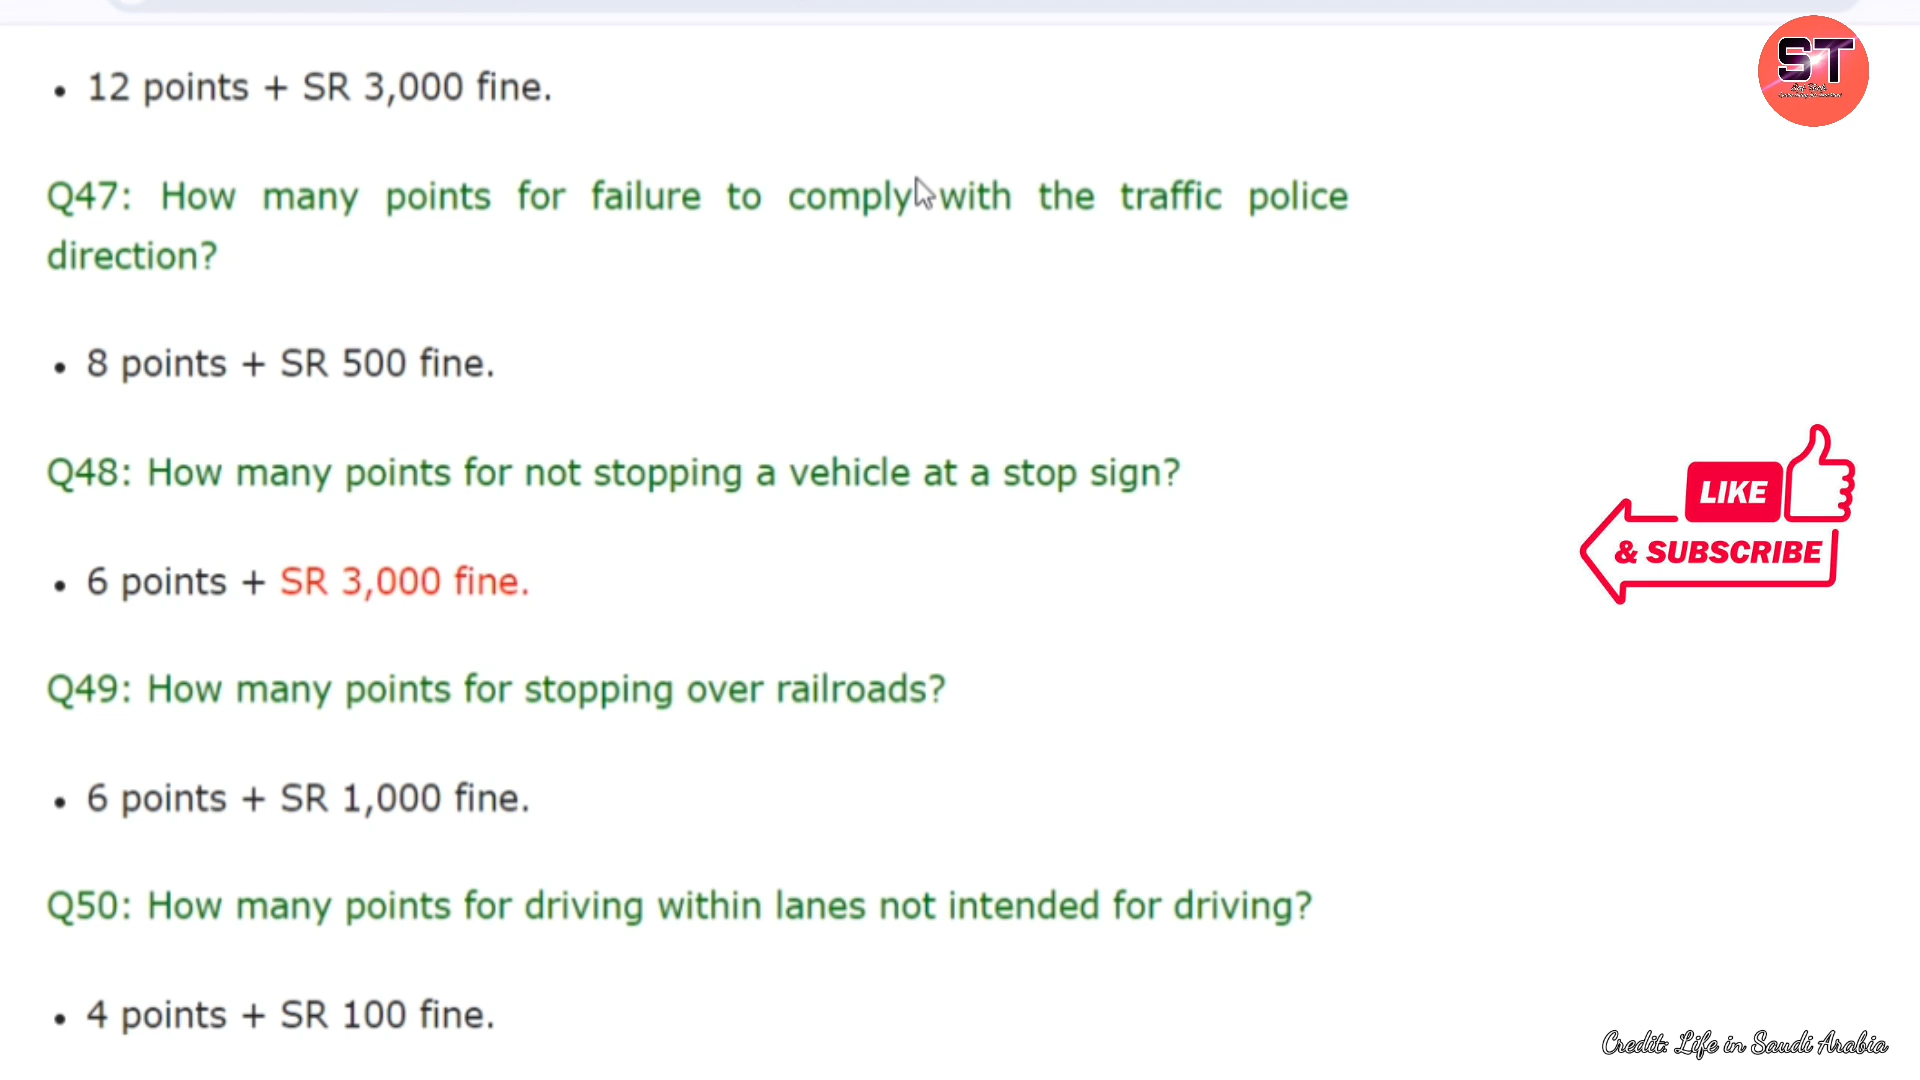 • 12 points + SR 3,000 fine.
Q47: How many points for failure to comply with the traffic police
direction?
• 8 points + SR 500 fine.
Q48: How many points for not stopping a vehicle at a stop sign?
• 6 points + SR 3,000 fine.
Q49: How many points for stopping over railroads?
• 6 points + SR 1,000 fine.
Q50: How many points for driving within lanes not intended for driving?
• 4 points + SR 100 fine.
ST
LIKE
& SUBSCRIBE
Credit: Life in Saudi Arabia